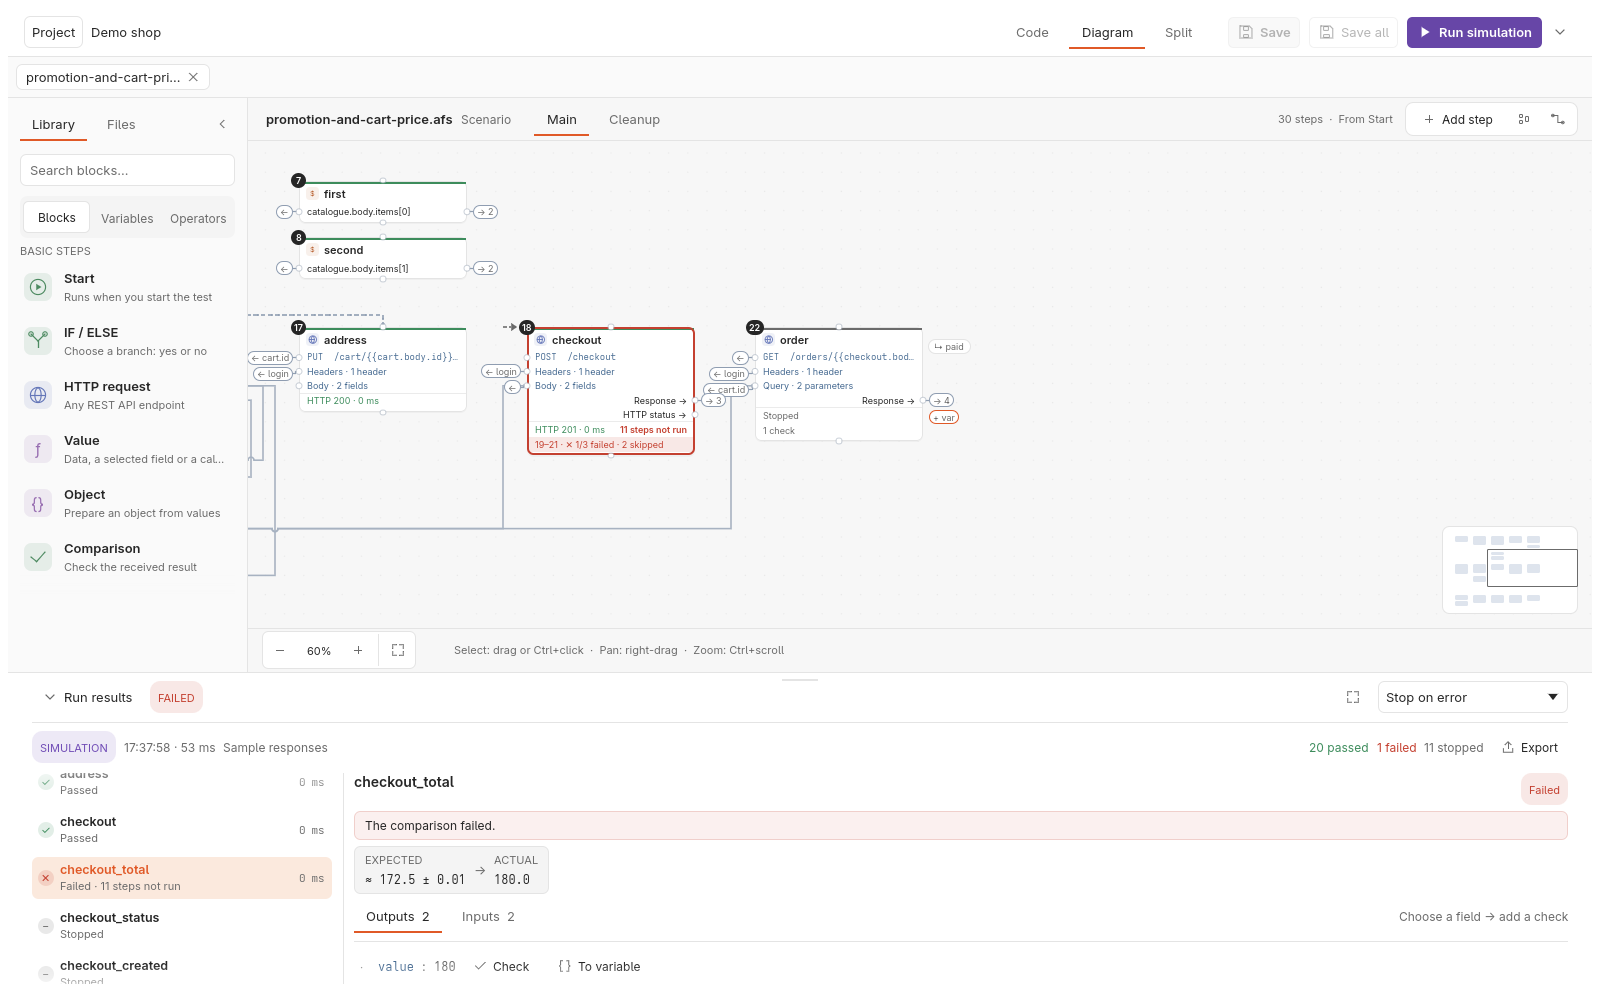 Project Demo shop Code Diagram Split Save Save all Run simulation
promotion-and-cart-pri...
Library Files
promotion-and-cart-price.afs Scenario Main Cleanup 30 steps · From Start Add step
Search blocks...
Blocks Variables Operators
BASIC STEPS
Start
Runs when you start the test
IF / ELSE
Choose a branch: yes or no
HTTP request
Any REST API endpoint
Value
Data, a selected field or a cal...
Object
Prepare an object from values
Comparison
Check the received result
7
$ first
← catalogue.body.items[0] → 2
8
$ second
← catalogue.body.items[1] → 2
17
address
← cart.id PUT /cart/{{cart.body.id}}...
← login Headers · 1 header
Body · 2 fields
HTTP 200 · 0 ms
18
checkout
POST /checkout
← login Headers · 1 header
← Body · 2 fields
Response → → 3
HTTP status →
HTTP 201 · 0 ms 11 steps not run
19–21 · ✕ 1/3 failed · 2 skipped
22
order
↳ paid
← GET /orders/{{checkout.bod...
← login Headers · 1 header
← cart.id Query · 2 parameters
Response → → 4
Stopped + var
1 check
− 60% + Select: drag or Ctrl+click · Pan: right-drag · Zoom: Ctrl+scroll
Run results FAILED Stop on error
SIMULATION 17:37:58 · 53 ms Sample responses 20 passed 1 failed 11 stopped Export
address 0 ms
Passed
checkout 0 ms
Passed
checkout_total 0 ms
Failed · 11 steps not run
checkout_status
Stopped
checkout_created
Stopped
checkout_total Failed
The comparison failed.
EXPECTED → ACTUAL
≈ 172.5 ± 0.01 180.0
Outputs 2 Inputs 2 Choose a field → add a check
· value : 180 Check {} To variable